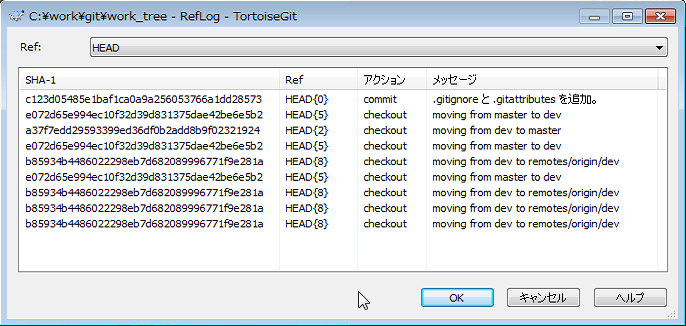 C:¥work¥git¥work_tree - RefLog - TortoiseGit
Ref: HEAD
SHA-1 Ref アクション メッセージ
c123d05485e1baf1ca0a9a256053766a1dd28573 HEAD{0} commit .gitignore と .gitattributes を追加。
e072d65e994ec10f32d39d831375dae42be6e5b2 HEAD{5} checkout moving from master to dev
a37f7edd29593399ed36df0b2add8b9f02321924 HEAD{2} checkout moving from dev to master
e072d65e994ec10f32d39d831375dae42be6e5b2 HEAD{5} checkout moving from master to dev
b85934b4486022298eb7d682089996771f9e281a HEAD{8} checkout moving from dev to remotes/origin/dev
e072d65e994ec10f32d39d831375dae42be6e5b2 HEAD{5} checkout moving from master to dev
b85934b4486022298eb7d682089996771f9e281a HEAD{8} checkout moving from dev to remotes/origin/dev
b85934b4486022298eb7d682089996771f9e281a HEAD{8} checkout moving from dev to remotes/origin/dev
b85934b4486022298eb7d682089996771f9e281a HEAD{8} checkout moving from dev to remotes/origin/dev
OK キャンセル ヘルプ